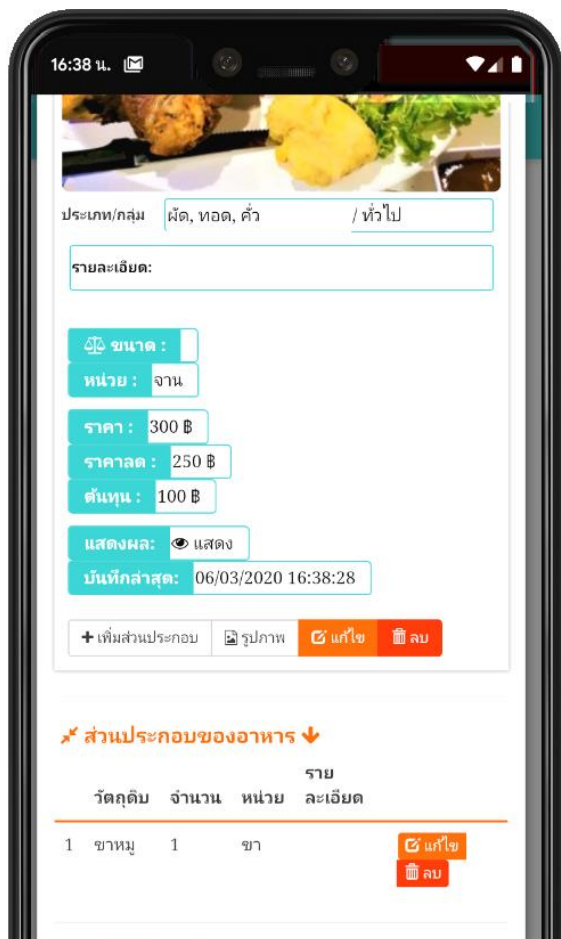 16:38 น.
ประเภท/กลุ่ม ผัด, ทอด, คั่ว / ทั่วไป
รายละเอียด:
ขนาด :
หน่วย : จาน
ราคา : 300 ฿
ราคาลด : 250 ฿
ต้นทุน : 100 ฿
แสดงผล: แสดง
บันทึกล่าสุด: 06/03/2020 16:38:28
+ เพิ่มส่วนประกอบ รูปภาพ แก้ไข ลบ
ส่วนประกอบของอาหาร
วัตถุดิบ จำนวน หน่วย รายละเอียด
1 ขาหมู 1 ขา แก้ไข
ลบ